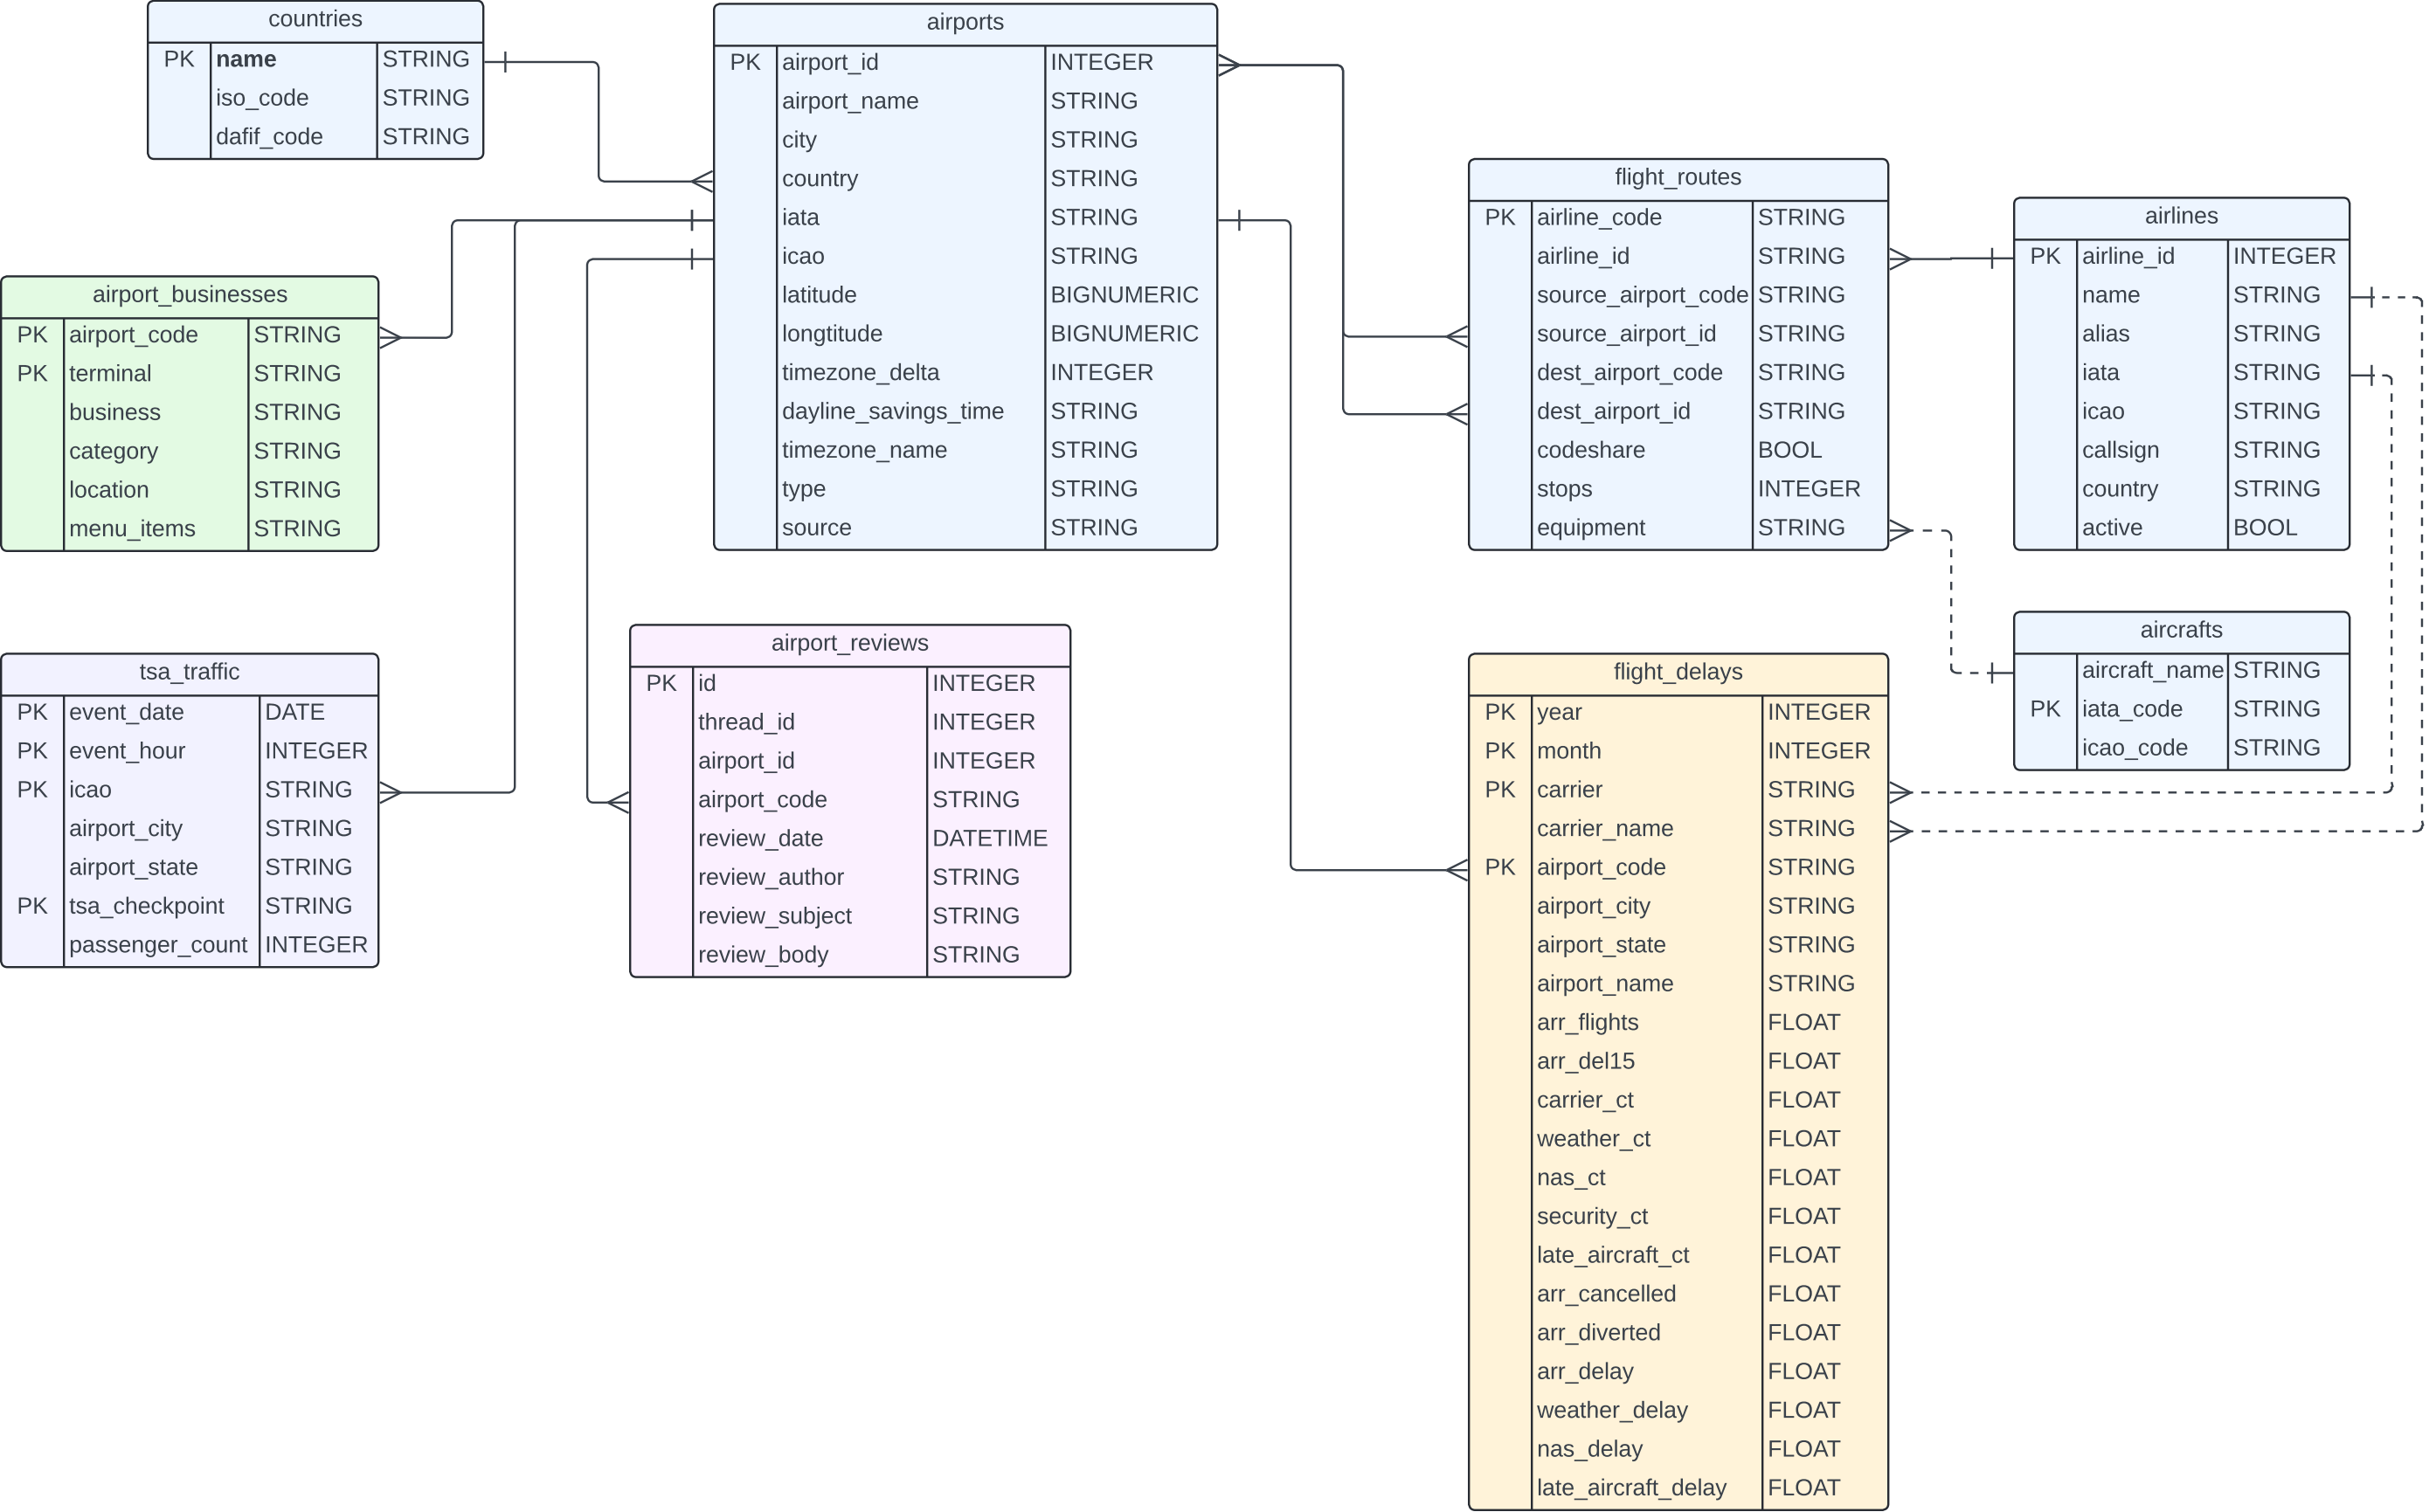 countries
PK name STRING
iso_code STRING
dafif_code STRING
airports
PK airport_id INTEGER
airport_name STRING
city STRING
country STRING
iata STRING
icao STRING
latitude BIGNUMERIC
longtitude BIGNUMERIC
timezone_delta INTEGER
dayline_savings_time STRING
timezone_name STRING
type STRING
source STRING
flight_routes
PK airline_code STRING
airline_id STRING
source_airport_code STRING
source_airport_id STRING
dest_airport_code STRING
dest_airport_id STRING
codeshare BOOL
stops INTEGER
equipment STRING
airlines
PK airline_id INTEGER
name STRING
alias STRING
iata STRING
icao STRING
callsign STRING
country STRING
active BOOL
airport_businesses
PK airport_code STRING
PK terminal STRING
business STRING
category STRING
location STRING
menu_items STRING
tsa_traffic
PK event_date DATE
PK event_hour INTEGER
PK icao STRING
airport_city STRING
airport_state STRING
PK tsa_checkpoint STRING
passenger_count INTEGER
airport_reviews
PK id INTEGER
thread_id INTEGER
airport_id INTEGER
airport_code STRING
review_date DATETIME
review_author STRING
review_subject STRING
review_body STRING
flight_delays
PK year INTEGER
PK month INTEGER
PK carrier STRING
carrier_name STRING
PK airport_code STRING
airport_city STRING
airport_state STRING
airport_name STRING
arr_flights FLOAT
arr_del15 FLOAT
carrier_ct FLOAT
weather_ct FLOAT
nas_ct FLOAT
security_ct FLOAT
late_aircraft_ct FLOAT
arr_cancelled FLOAT
arr_diverted FLOAT
arr_delay FLOAT
weather_delay FLOAT
nas_delay FLOAT
late_aircraft_delay FLOAT
aircrafts
aircraft_name STRING
PK iata_code STRING
icao_code STRING